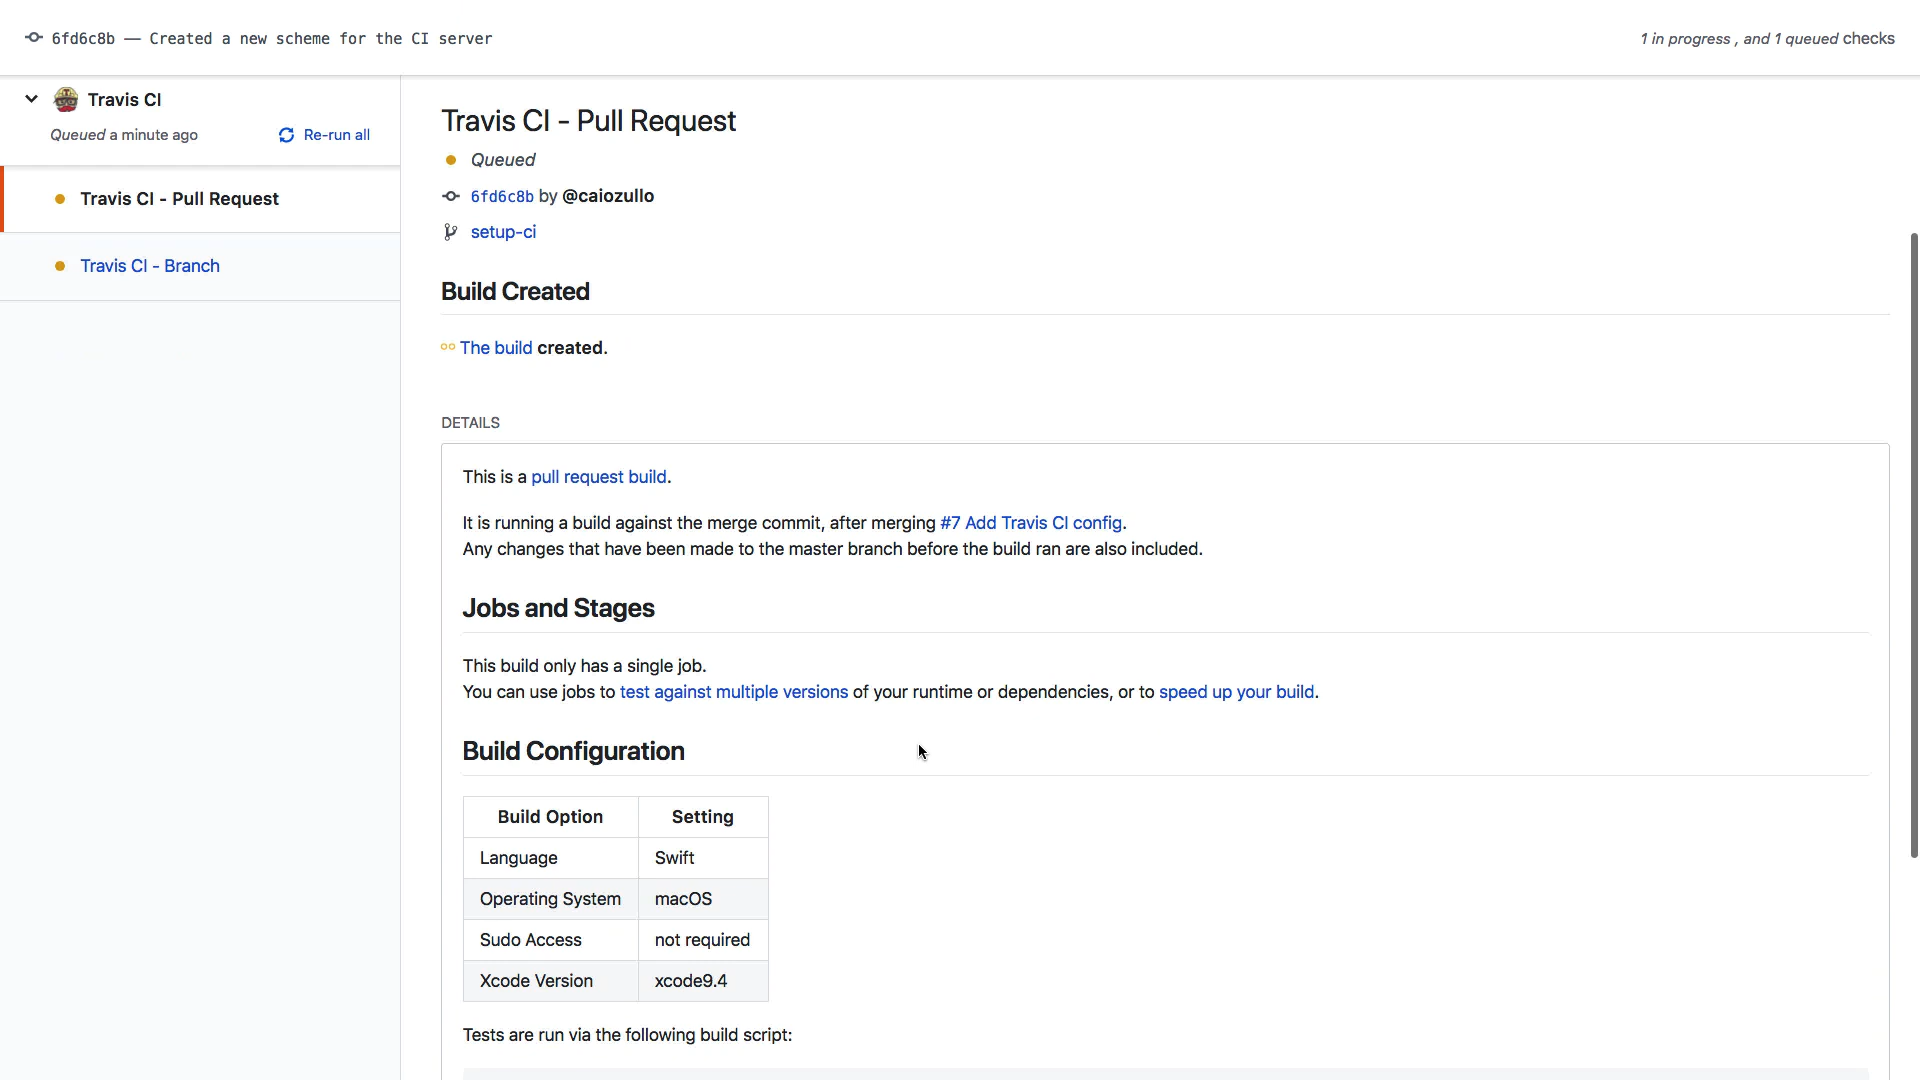 6fd6c8b — Created a new scheme for the CI server
1 in progress , and 1 queued checks
Travis CI
Queued a minute ago
Re-run all
Travis CI - Pull Request
Travis CI - Branch
Travis CI - Pull Request
Queued
6fd6c8b by @caiozullo
setup-ci
Build Created
The build created.
DETAILS
This is a pull request build.
It is running a build against the merge commit, after merging #7 Add Travis CI config.
Any changes that have been made to the master branch before the build ran are also included.
Jobs and Stages
This build only has a single job.
You can use jobs to test against multiple versions of your runtime or dependencies, or to speed up your build.
Build Configuration
Build Option Setting
Language Swift
Operating System macOS
Sudo Access not required
Xcode Version xcode9.4
Tests are run via the following build script: